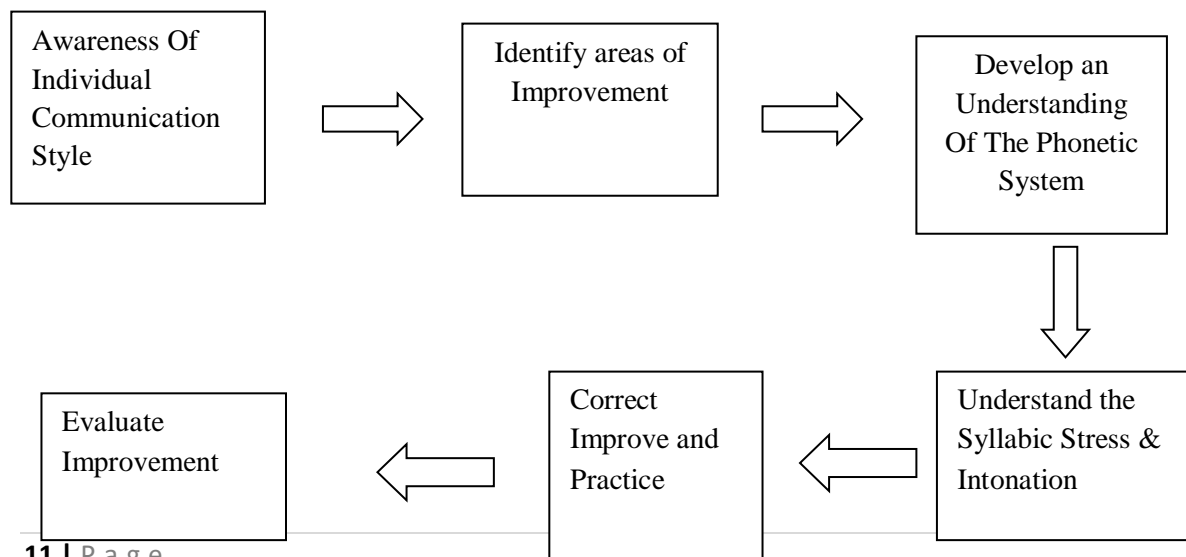 Awareness Of
Individual
Communication
Style
Identify areas of
Improvement
Develop an
Understanding
Of The Phonetic
System
Understand the
Syllabic Stress &
Intonation
Correct
Improve and
Practice
Evaluate
Improvement
11 | P a g e